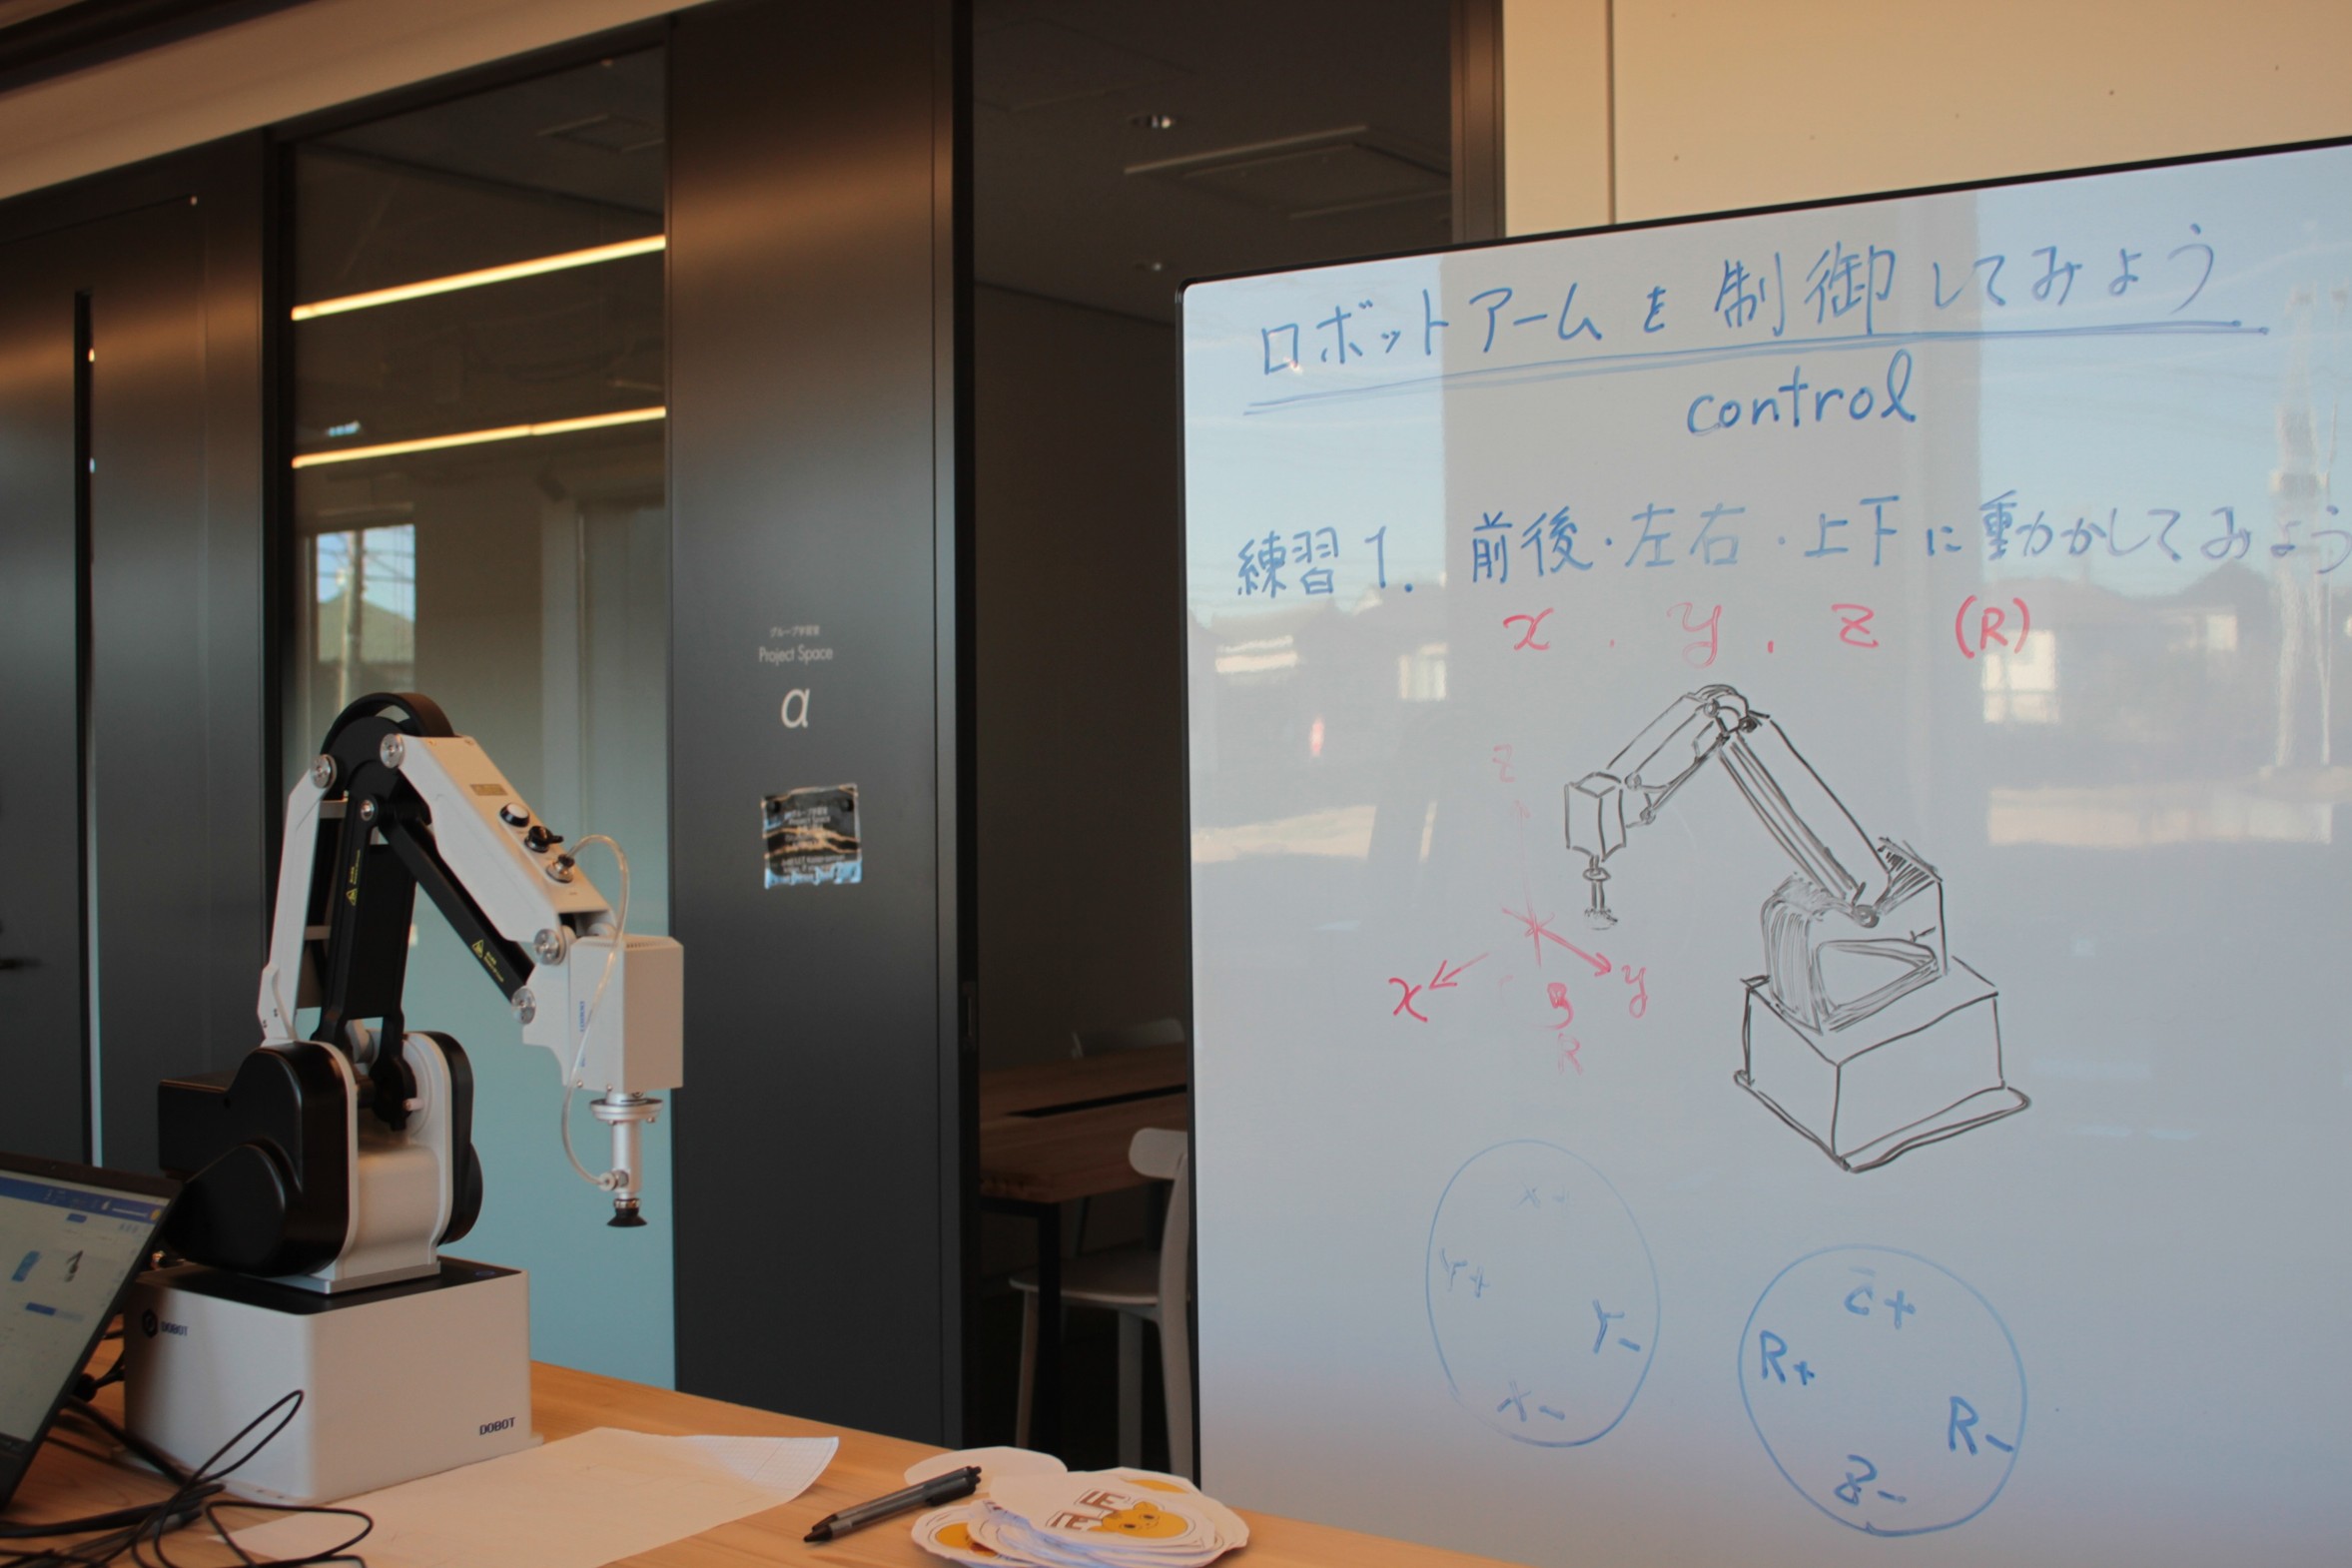 ロボットアームを制御してみよう
control
練習1. 前後・左右・上下に動かしてみよう
x . y . z (R)
z
x
y
R
X+
Y+
Y-
X-
R+
R-
Z-
グループ学習室
Project Space
α
DOBOT
DOBOT